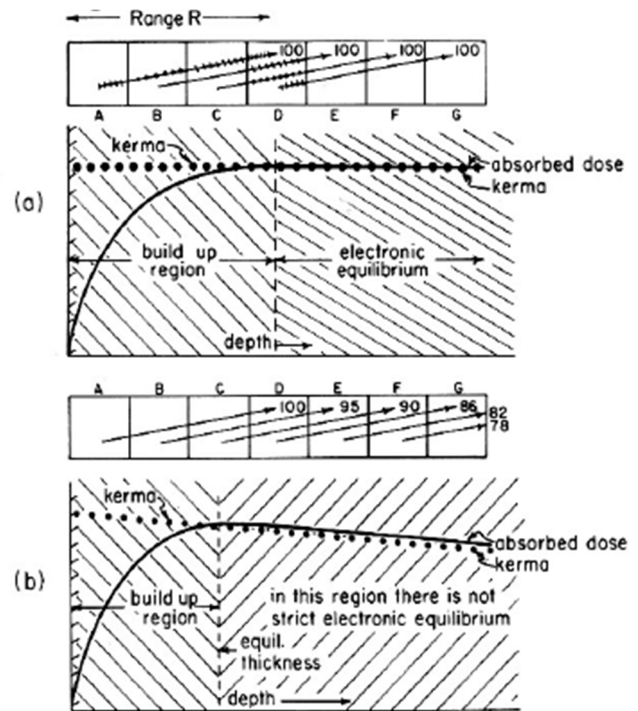 Range R
100 100 100 100
A B C D E F G
kerma
absorbed dose
kerma
(a)
build up
region
electronic
equilibrium
depth
A B C D E F G
100 95 90 86
82
78
kerma
absorbed dose
kerma
(b)
build up
region
in this region there is not
strict electronic equilibrium
equil.
thickness
depth